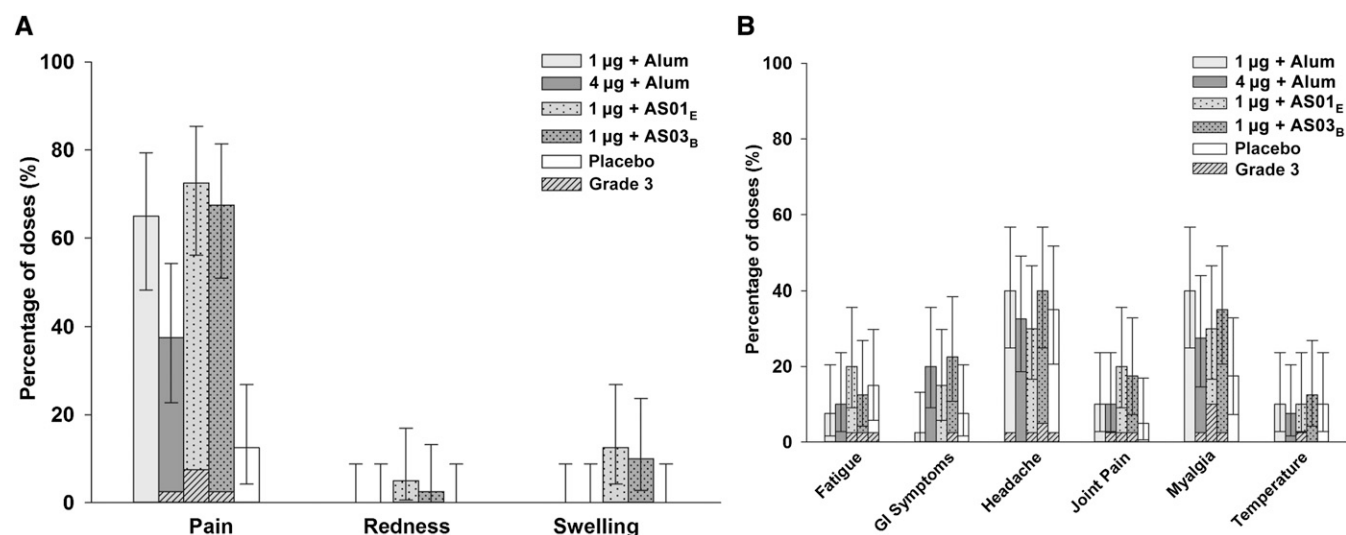 A
Percentage of doses (%)
100
80
60
40
20
0
1 µg + Alum
4 µg + Alum
1 µg + AS01E
1 µg + AS03B
Placebo
Grade 3
Pain
Redness
Swelling
B
Percentage of doses (%)
100
80
60
40
20
0
1 µg + Alum
4 µg + Alum
1 µg + AS01E
1 µg + AS03B
Placebo
Grade 3
Fatigue
GI Symptoms
Headache
Joint Pain
Myalgia
Temperature